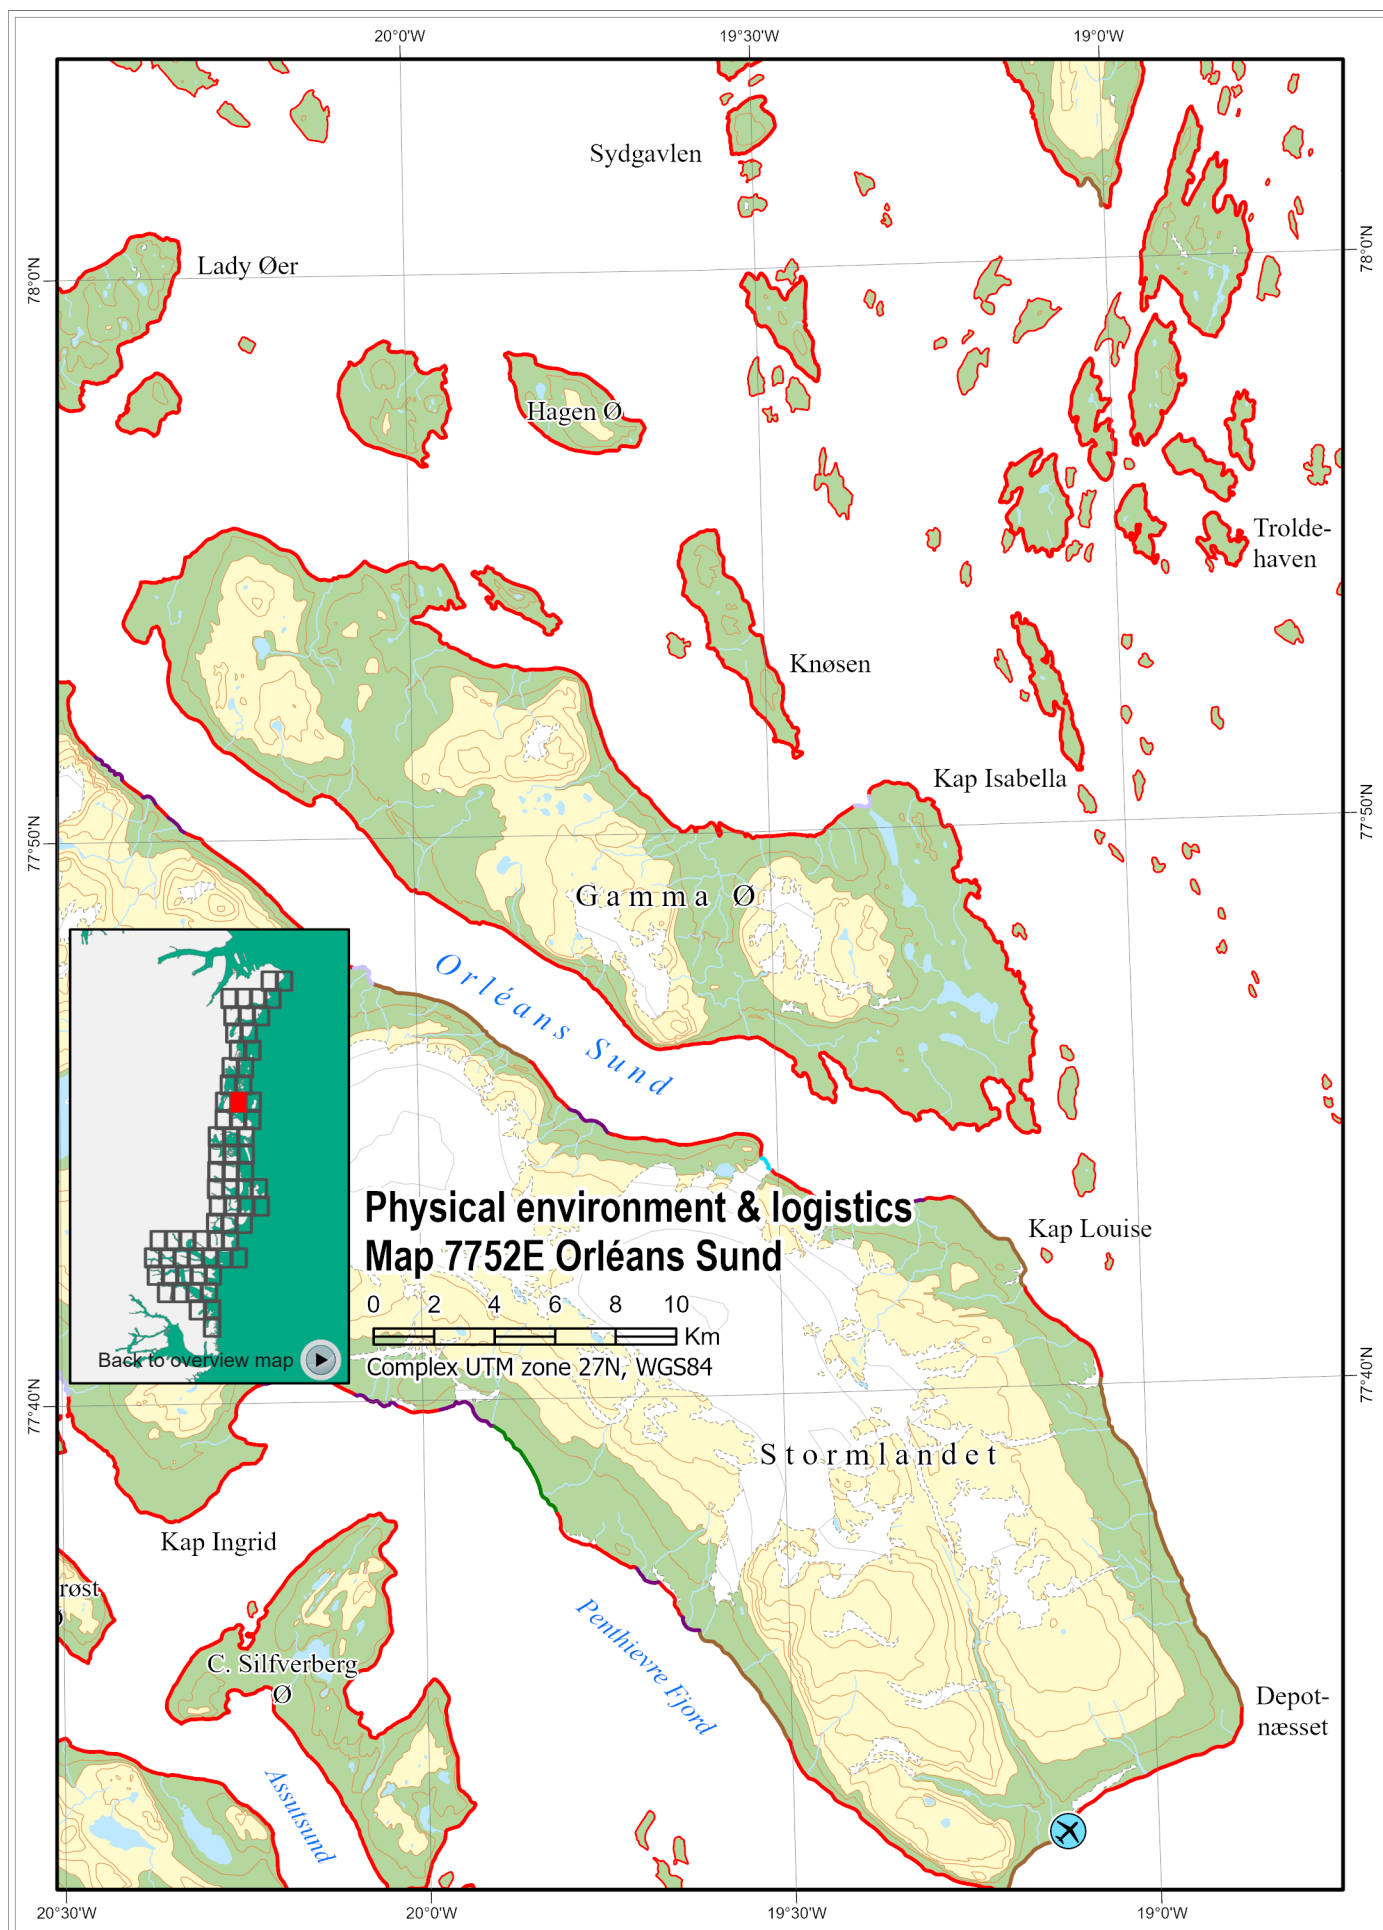 20°0'W
19°30'W
19°0'W
Sydgavlen
78°0'N
78°0'N
Lady Øer
Hagen Ø
Trolde-
haven
Knøsen
Kap Isabella
77°50'N
77°50'N
Gamma Ø
Orléans Sund
Physical environment & logistics
Map 7752E Orléans Sund
0 2 4 6 8 10
Km
Complex UTM zone 27N, WGS84
Back to overview map
Kap Louise
77°40'N
77°40'N
Stormlandet
Kap Ingrid
røst
Ø
C. Silfverberg
Ø
Penthievre Fjord
Depot-
næsset
Assutsund
20°30'W
20°0'W
19°30'W
19°0'W